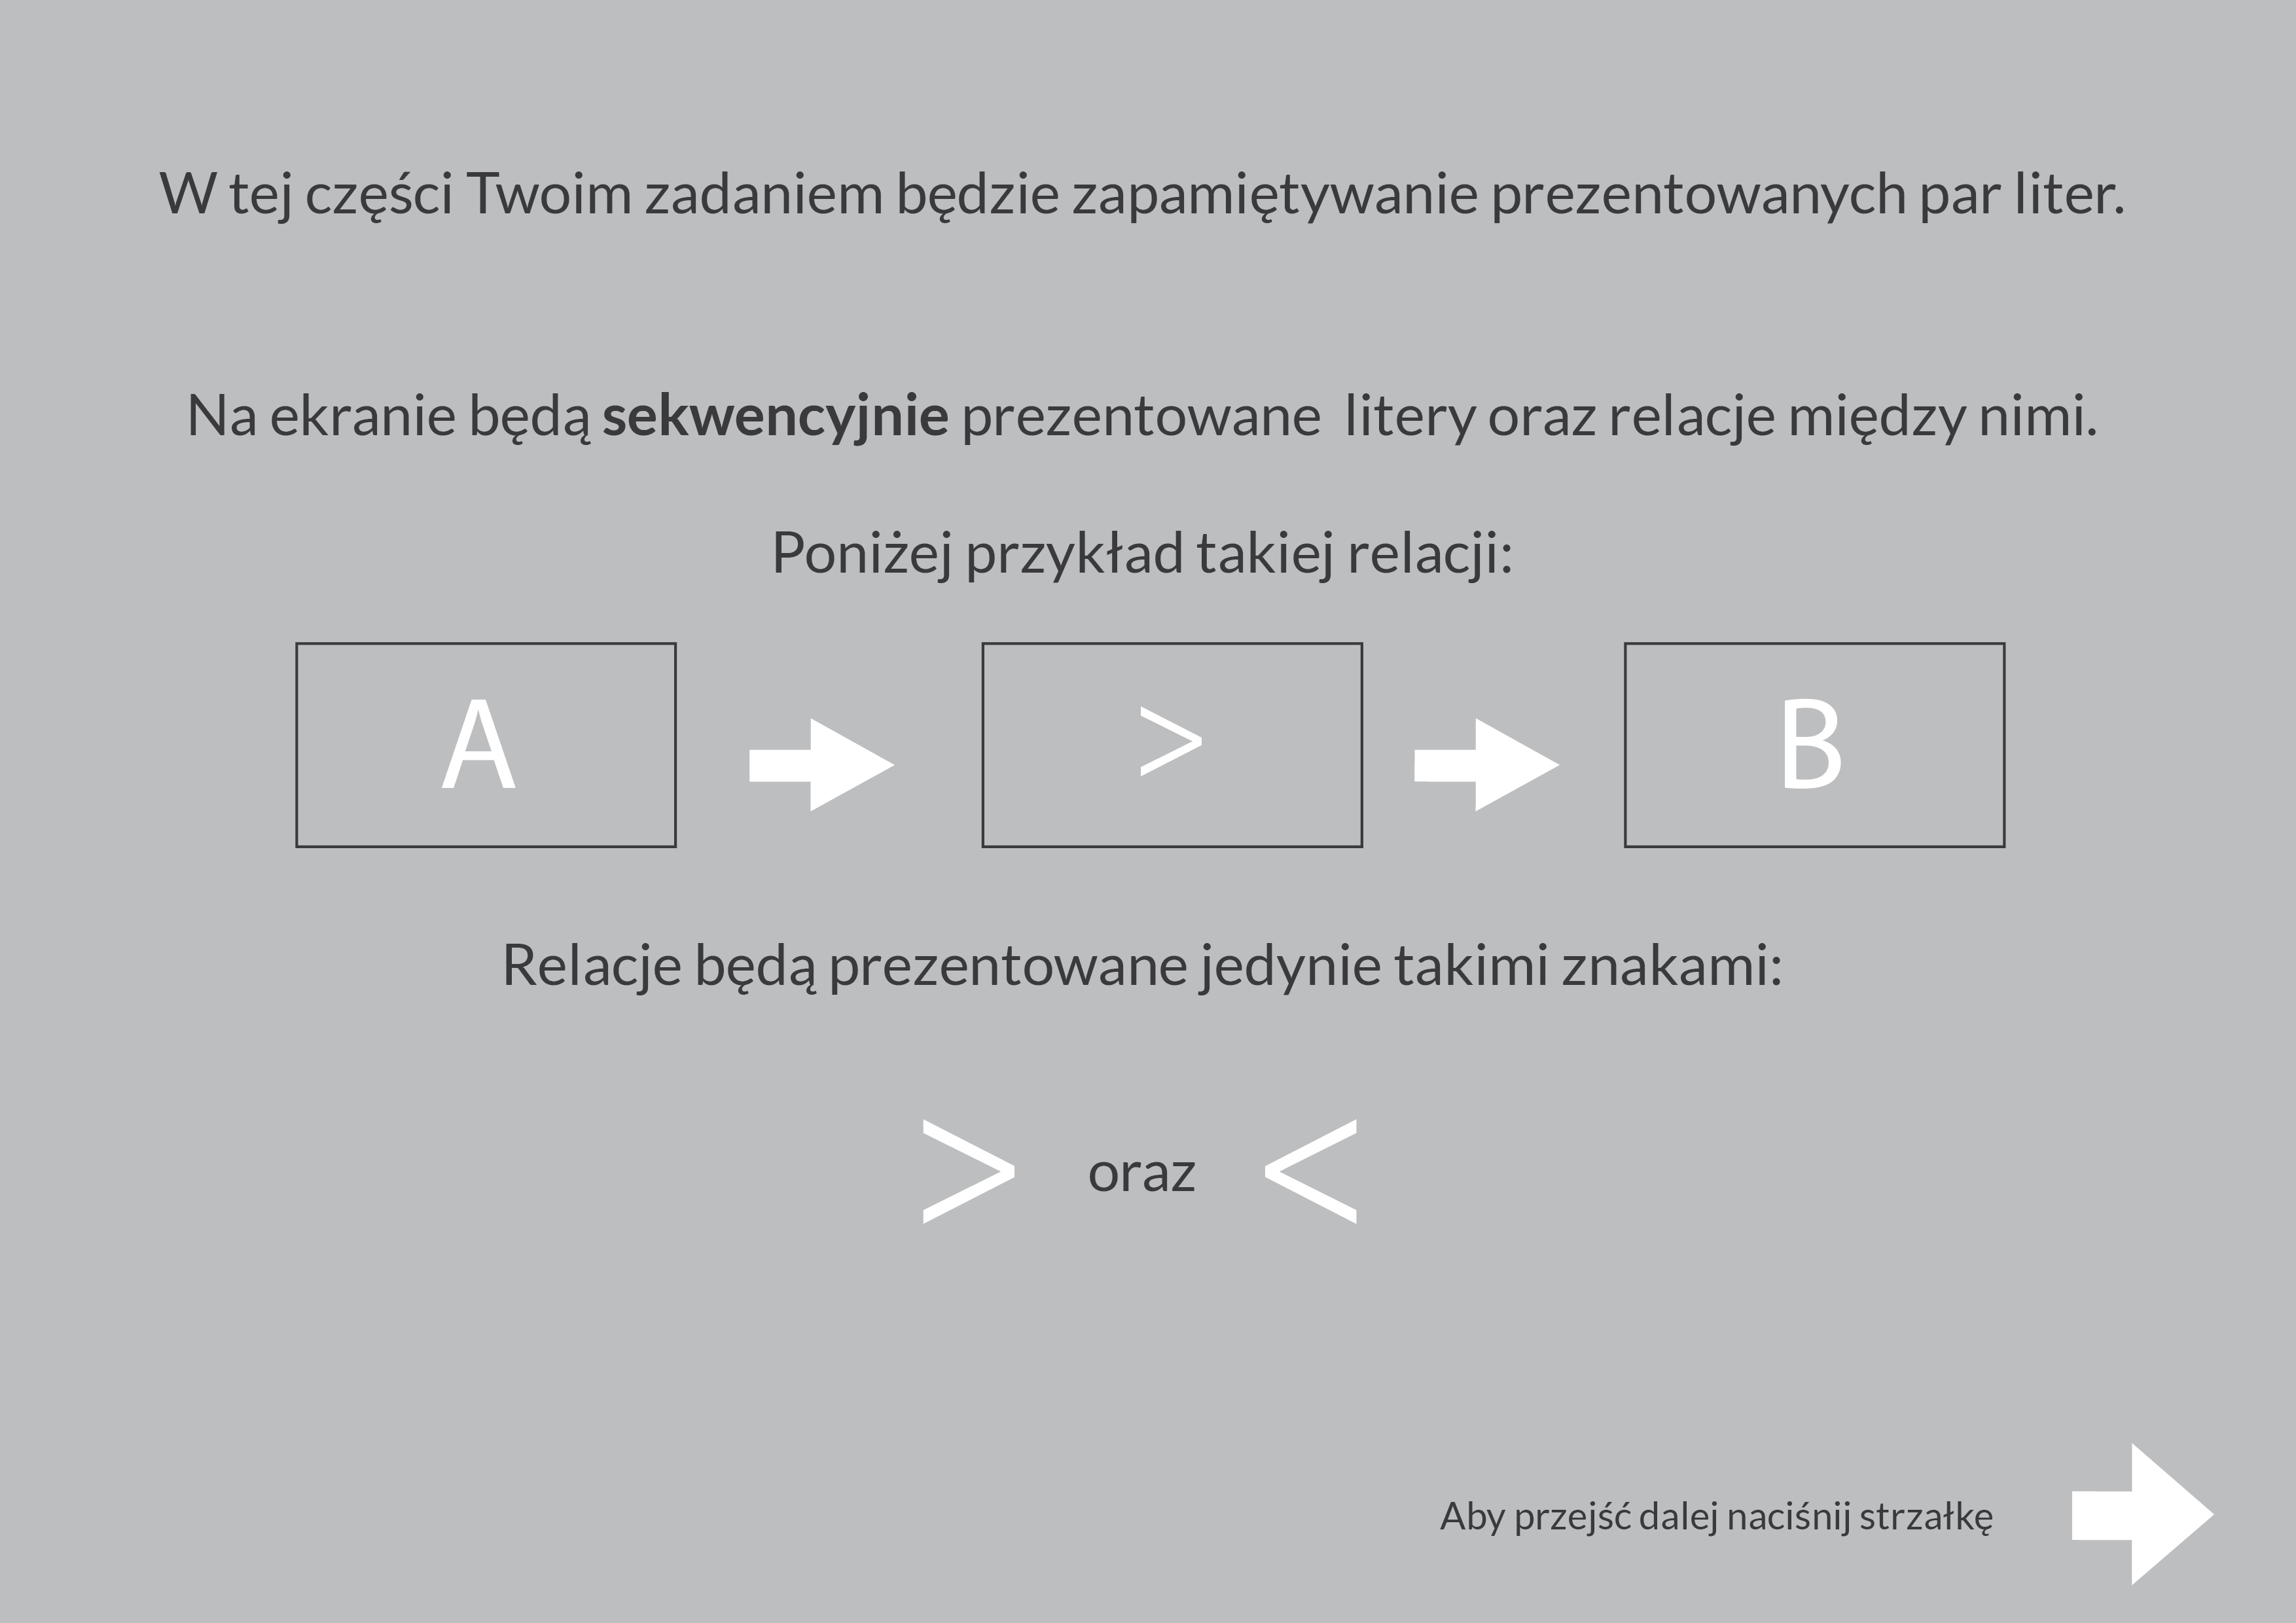 W tej części Twoim zadaniem będzie zapamiętywanie prezentowanych par liter.
Na ekranie będą sekwencyjnie prezentowane litery oraz relacje między nimi.
Poniżej przykład takiej relacji:
A > B
Relacje będą prezentowane jedynie takimi znakami:
> oraz <
Aby przejść dalej naciśnij strzałkę